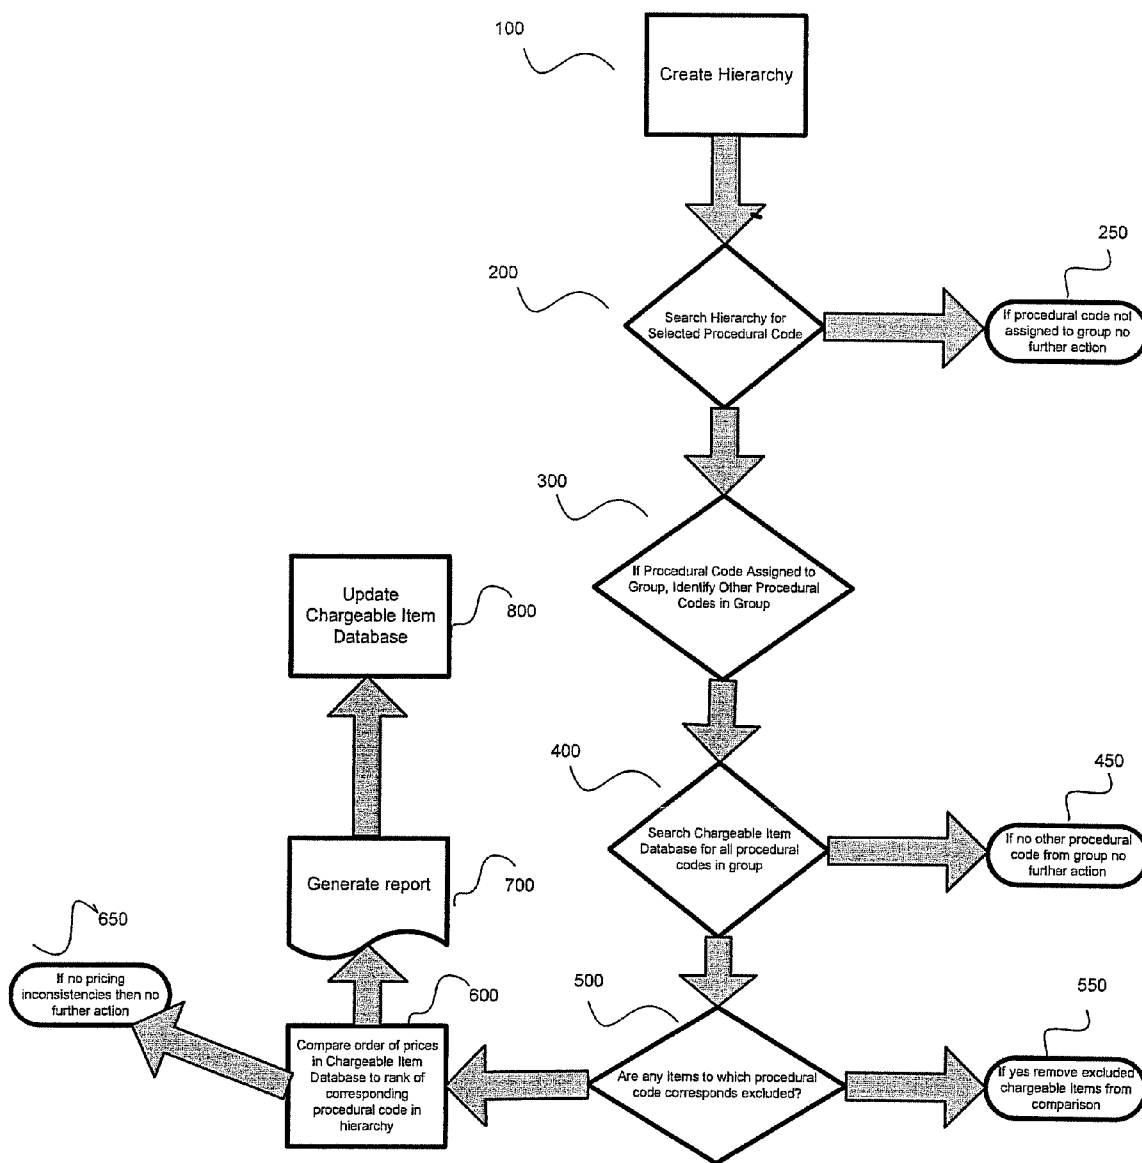 100
Create Hierarchy
200
Search Hierarchy for
Selected Procedural Code
250
If procedural code not
assigned to group no
further action
300
If Procedural Code Assigned to
Group, Identify Other Procedural
Codes in Group
400
Search Chargeable Item
Database for all procedural
codes in group
450
If no other procedural
code from group no
further action
500
Are any items to which procedural
code corresponds excluded?
550
If yes remove excluded
chargeable items from
comparison
600
Compare order of prices
in Chargeable Item
Database to rank of
corresponding
procedural code in
hierarchy
650
If no pricing
inconsistencies then no
further action
700
Generate report
800
Update
Chargeable Item
Database